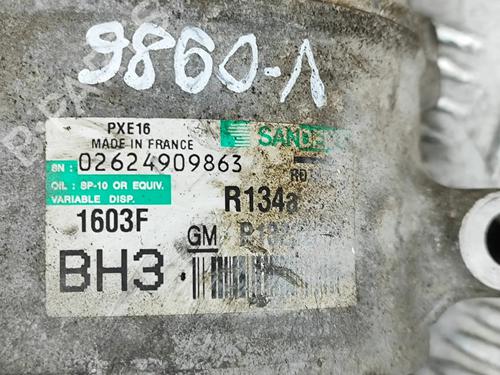 9860-1
PXE16
MADE IN FRANCE
SN : 02624909863
OIL : SP-10 OR EQUIV.
VARIABLE DISP.
R134a
1603F
GM
BH3